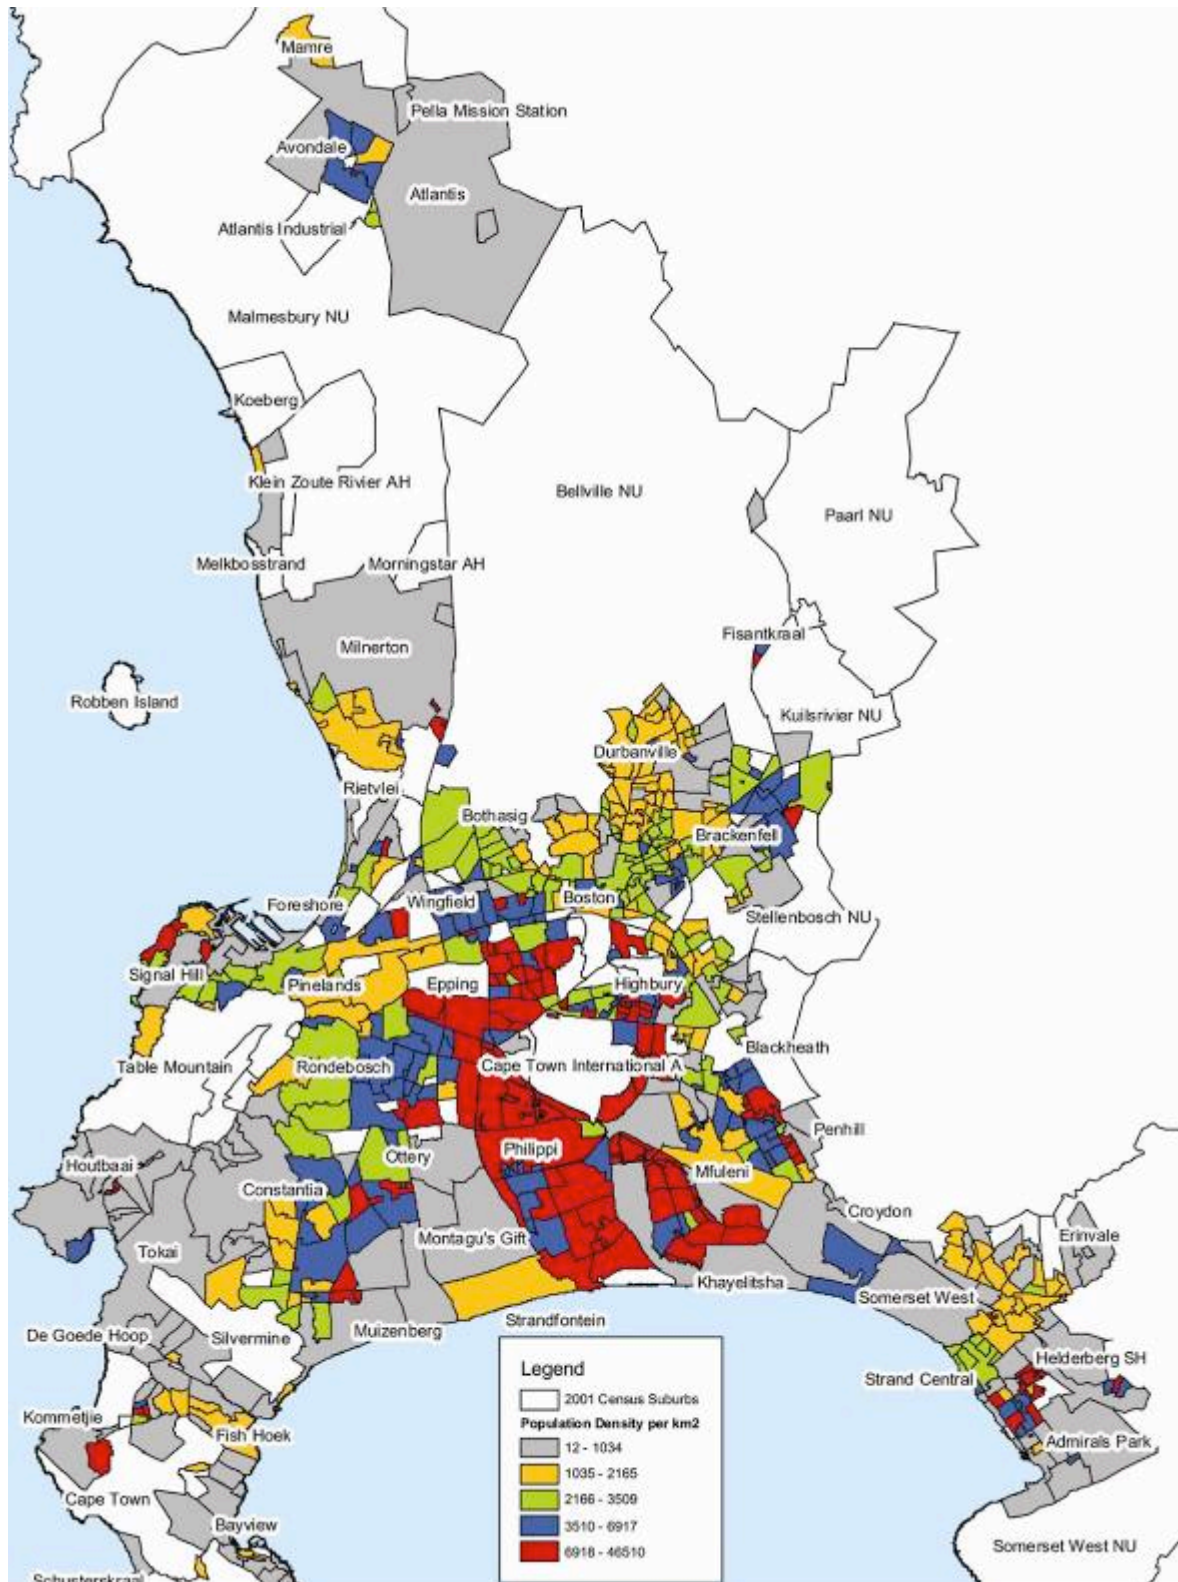 Mamre
Pella Mission Station
Avondale
Atlantis
Atlantis Industrial
Malmesbury NU
Koeberg
Klein Zoute Rivier AH
Bellville NU
Paarl NU
Melkbosstrand
Morningstar AH
Fisantkraal
Milnerton
Robben Island
Kuilsrivier NU
Durbanville
Rietvlei
Bothasig
Brackenfell
Foreshore
Wingfield
Boston
Stellenbosch NU
Signal Hill
Pinelands
Epping
Highbury
Blackheath
Table Mountain
Rondebosch
Cape Town International A
Penhill
Houtbaai
Ottery
Philippi
Mfuleni
Constantia
Croydon
Tokai
Montagu's Gift
Erinvale
Khayelitsha
Somerset West
Strandfontein
De Goede Hoop
Silvermine
Muizenberg
Helderberg SH
Strand Central
Kommetjie
Fish Hoek
Admirals Park
Cape Town
Bayview
Somerset West NU
Schusterskraal
Legend
2001 Census Suburbs
Population Density per km2
12 - 1034
1035 - 2165
2166 - 3509
3510 - 6917
6918 - 46510